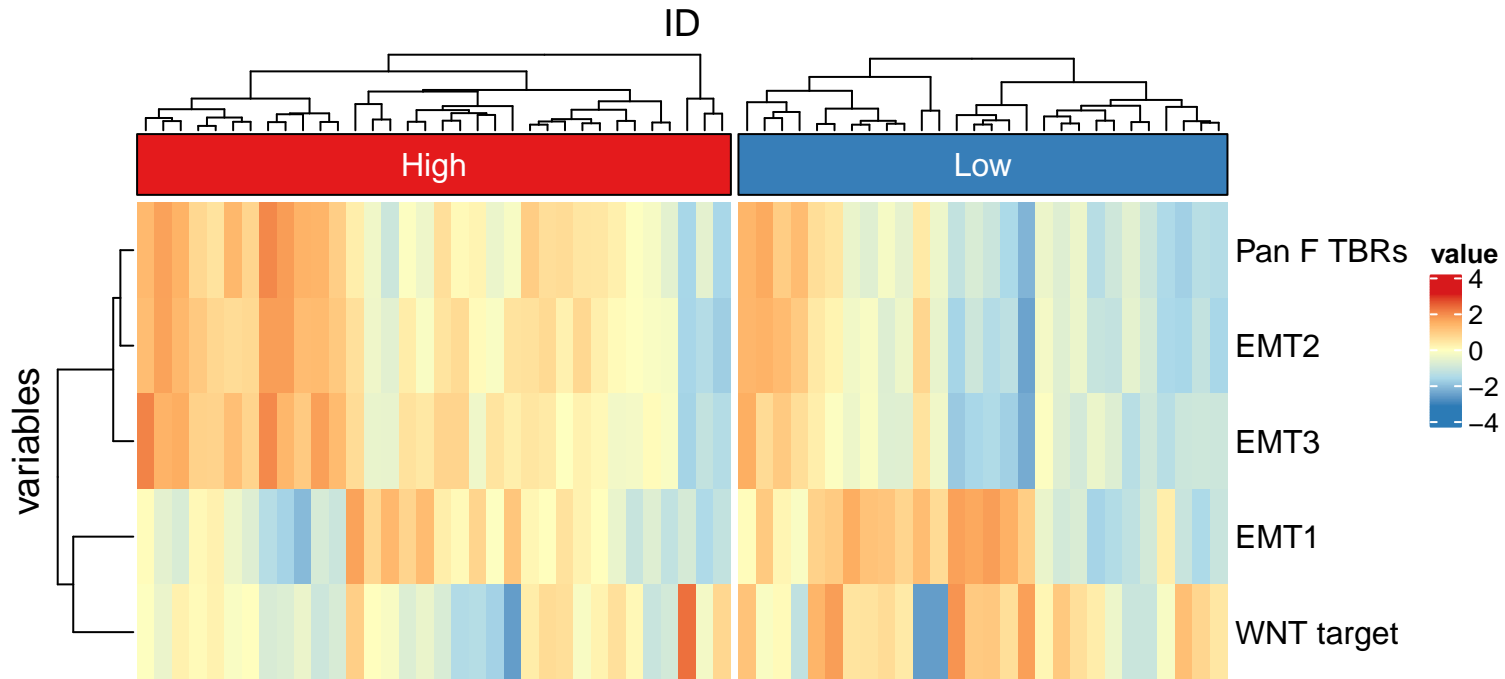 ID
High
Low
Pan F TBRs
EMT2
EMT3
EMT1
WNT target
variables
value
4
2
0
−2
−4